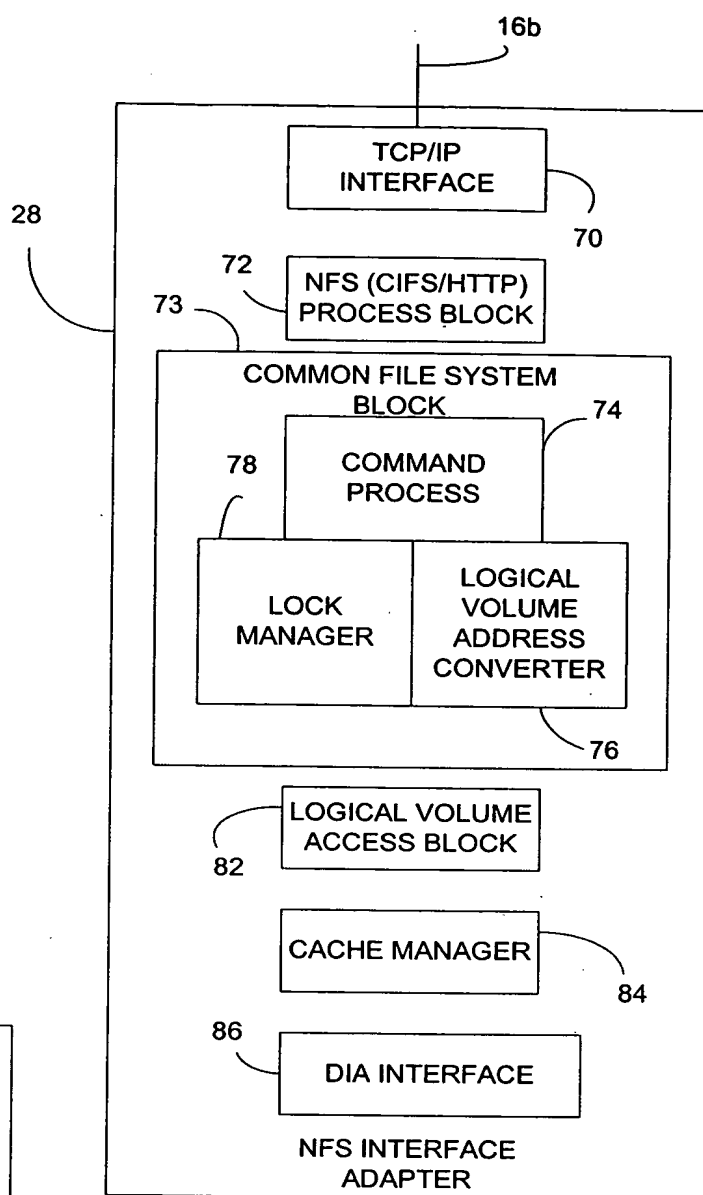 16b
TCP/IP
INTERFACE
28
70
72
NFS (CIFS/HTTP)
PROCESS BLOCK
73
COMMON FILE SYSTEM
BLOCK
74
78
COMMAND
PROCESS
LOCK
MANAGER
LOGICAL
VOLUME
ADDRESS
CONVERTER
76
LOGICAL VOLUME
ACCESS BLOCK
82
CACHE MANAGER
84
86
DIA INTERFACE
NFS INTERFACE
ADAPTER